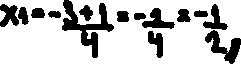 x₁ = -3+1/4 = -2/4 = -1/2,